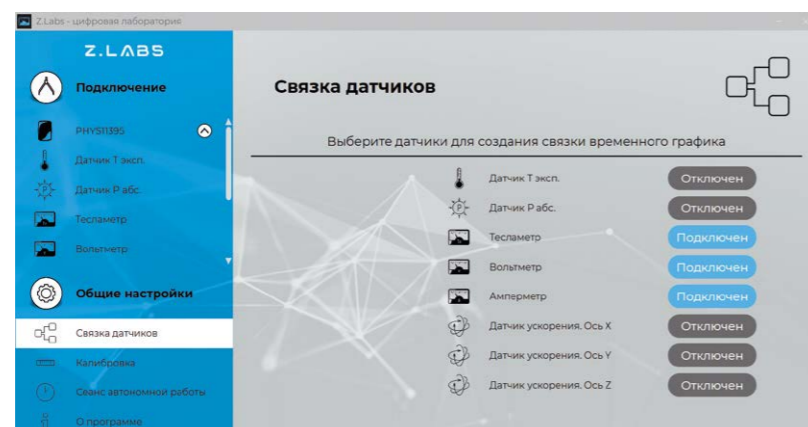 Z.Labs - цифровая лаборатория
Z.LABS
Подключение
PHYS11395
Датчик T эксп.
Датчик P абс.
Тесламетр
Вольтметр
Общие настройки
Связка датчиков
Калибровка
Сеанс автономной работы
О программе
Связка датчиков
Выберите датчики для создания связки временного графика
Датчик T эксп. Отключен
Датчик P абс. Отключен
Тесламетр Подключен
Вольтметр Подключен
Амперметр Подключен
Датчик ускорения. Ось X Отключен
Датчик ускорения. Ось Y Отключен
Датчик ускорения. Ось Z Отключен